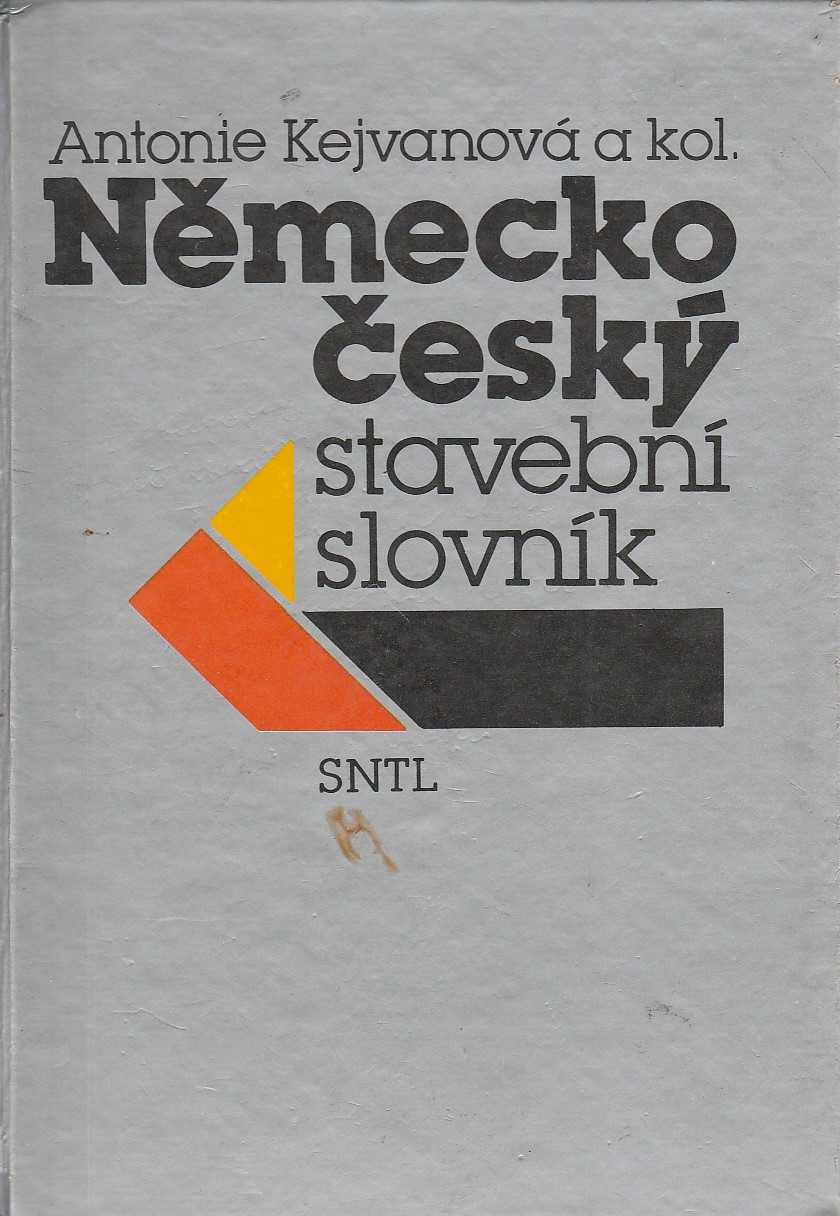 Antonie Kejvanová a kol.
Německo
český
stavební
slovník
SNTL